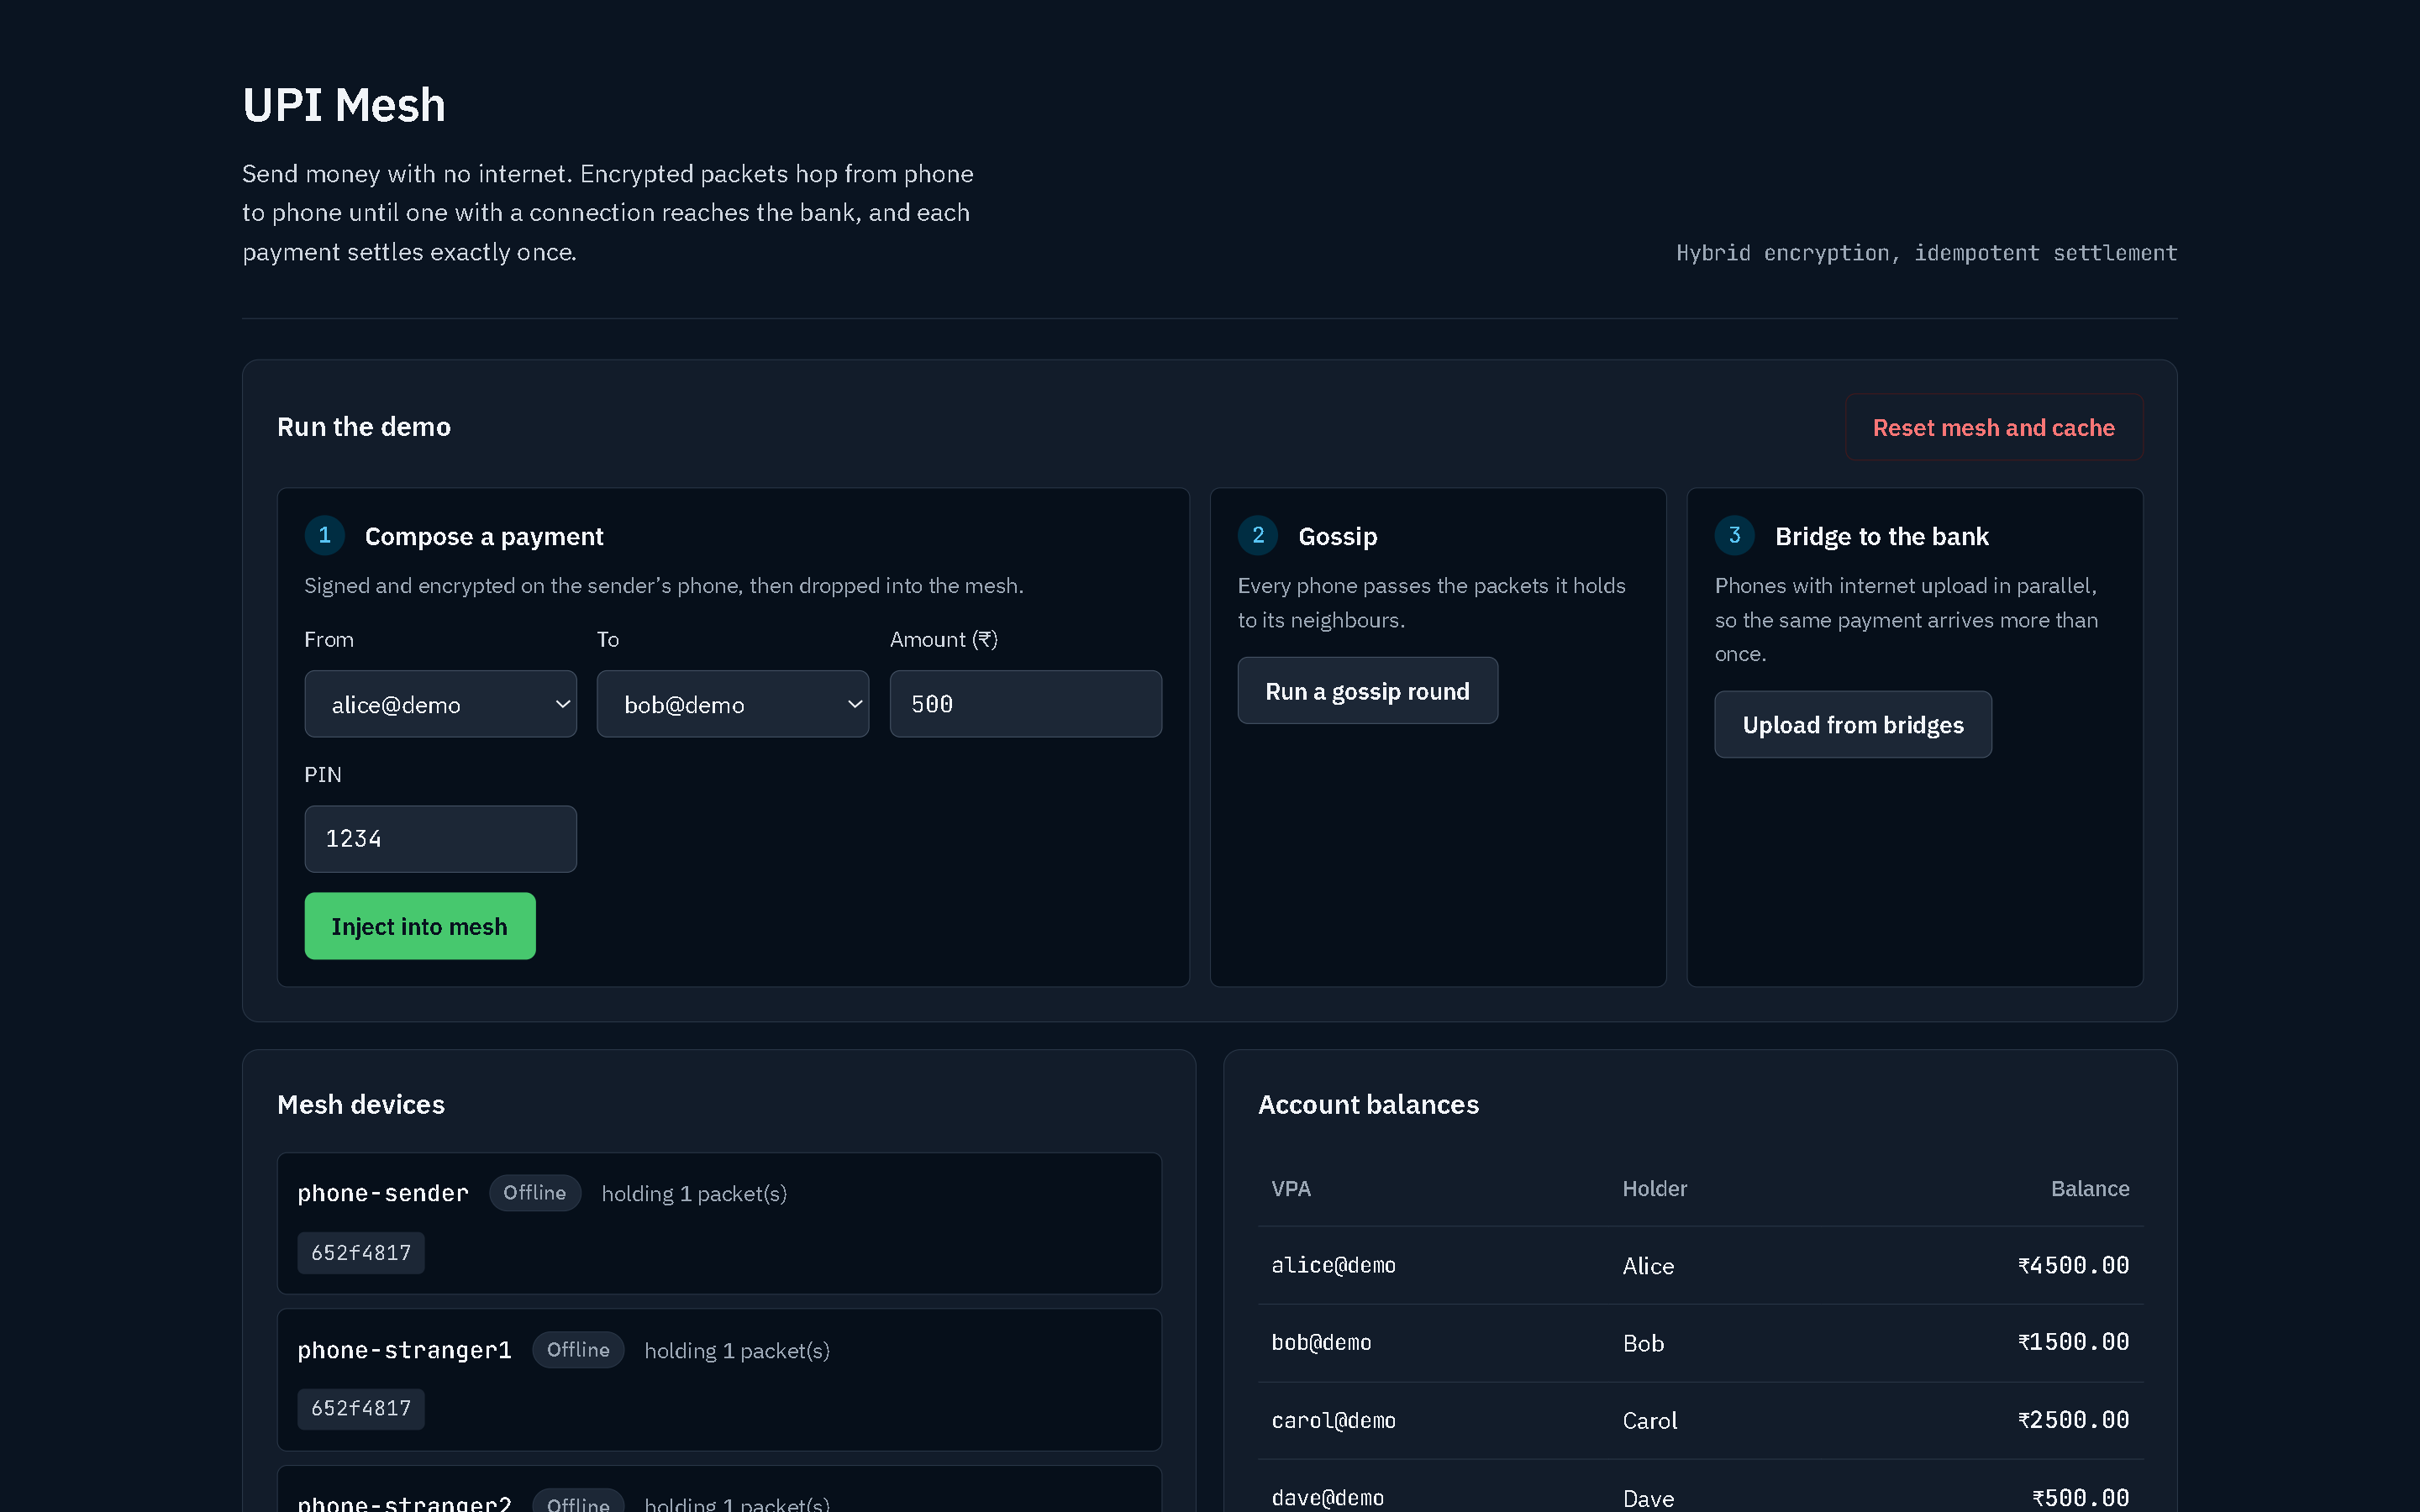 UPI Mesh
Send money with no internet. Encrypted packets hop from phone
to phone until one with a connection reaches the bank, and each
payment settles exactly once.
Hybrid encryption, idempotent settlement
Run the demo
Reset mesh and cache
1 Compose a payment
Signed and encrypted on the sender’s phone, then dropped into the mesh.
From To Amount (₹)
alice@demo bob@demo 500
PIN
1234
Inject into mesh
2 Gossip
Every phone passes the packets it holds
to its neighbours.
Run a gossip round
3 Bridge to the bank
Phones with internet upload in parallel,
so the same payment arrives more than
once.
Upload from bridges
Mesh devices
phone-sender Offline holding 1 packet(s)
652f4817
phone-stranger1 Offline holding 1 packet(s)
652f4817
phone-stranger2 Offline holding 1 packet(s)
Account balances
VPA Holder Balance
alice@demo Alice ₹4500.00
bob@demo Bob ₹1500.00
carol@demo Carol ₹2500.00
dave@demo Dave ₹500.00